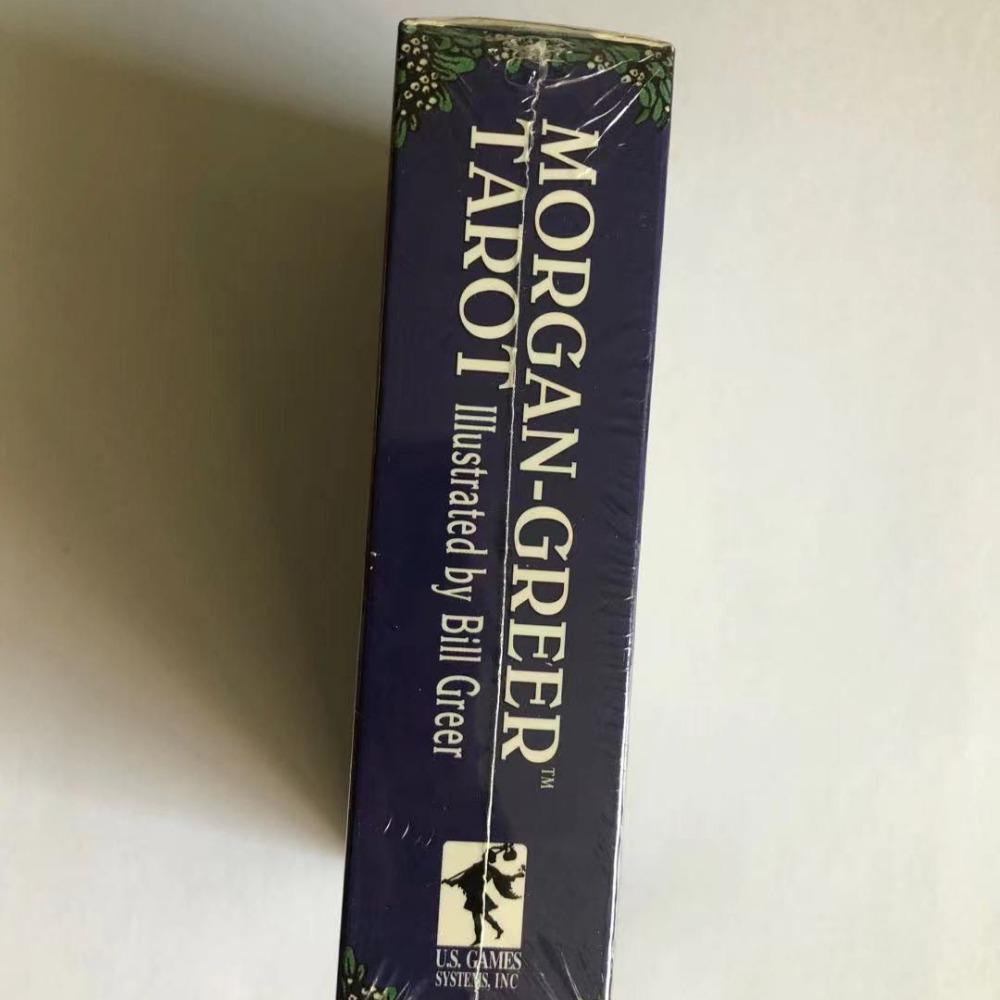 MORGAN-GREER™
TAROT Illustrated by Bill Greer
U.S. GAMES
SYSTEMS, INC